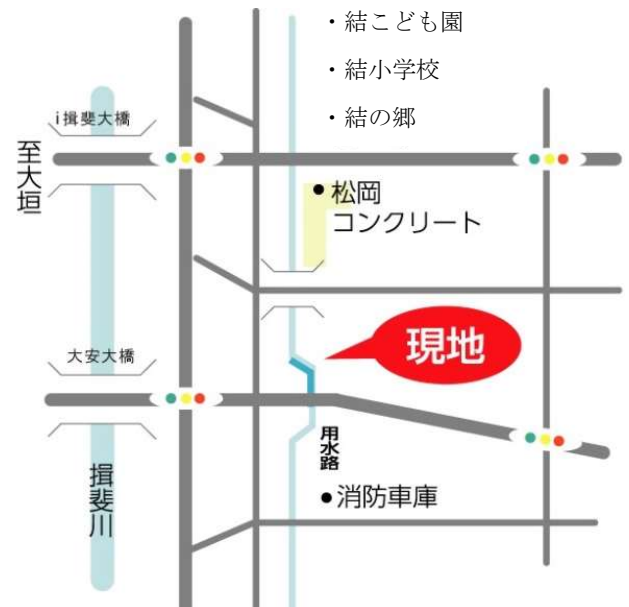 ・結こども園
・結小学校
・結の郷
i揖斐大橋
至大垣
松岡
コンクリート
現地
大安大橋
用水路
消防車庫
揖斐川